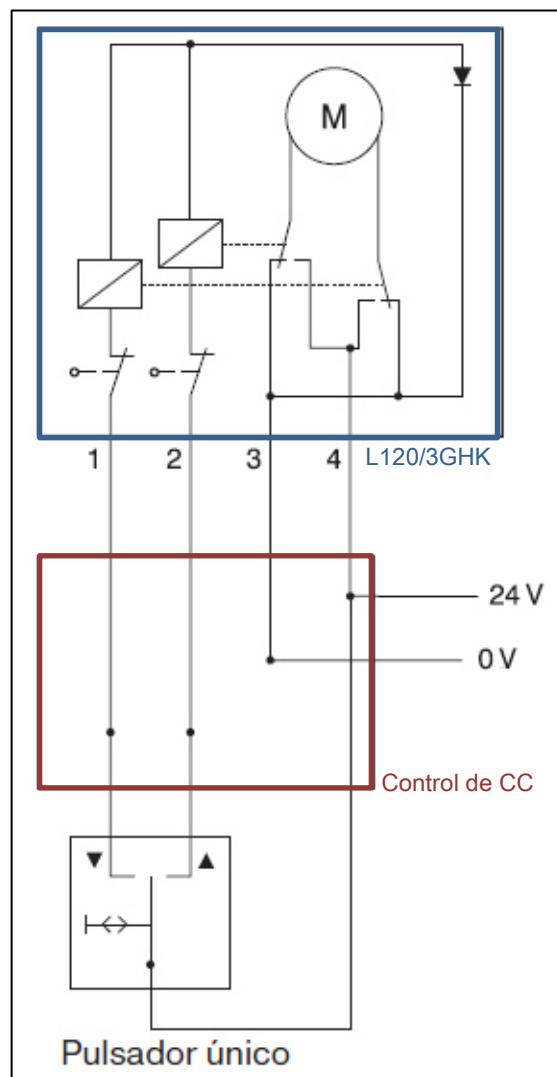 M
1 2 3 4 L120/3GHK
24 V
0 V
Control de CC
Pulsador único